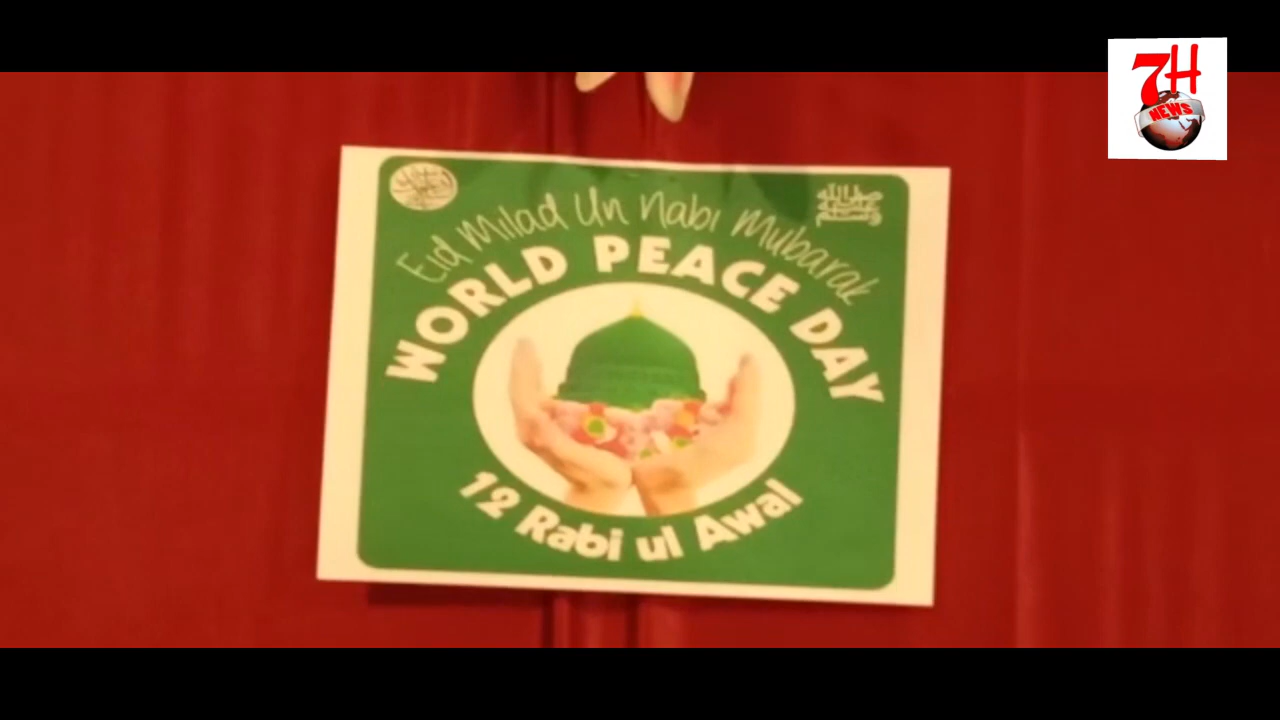 7H
NEWS
Eid Milad Un Nabi Mubarak
WORLD PEACE DAY
12 Rabi ul Awal